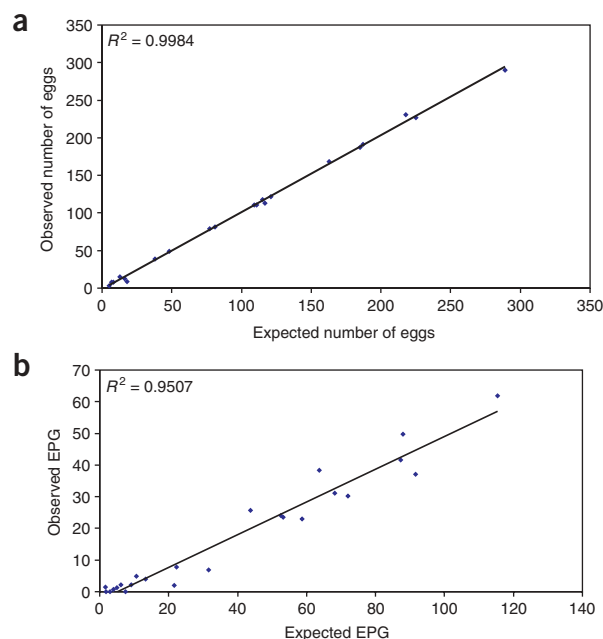 a
R² = 0.9984
350
300
250
200
150
100
50
0
Observed number of eggs
0 50 100 150 200 250 300 350
Expected number of eggs
b
R² = 0.9507
70
60
50
40
30
20
10
0
Observed EPG
0 20 40 60 80 100 120 140
Expected EPG